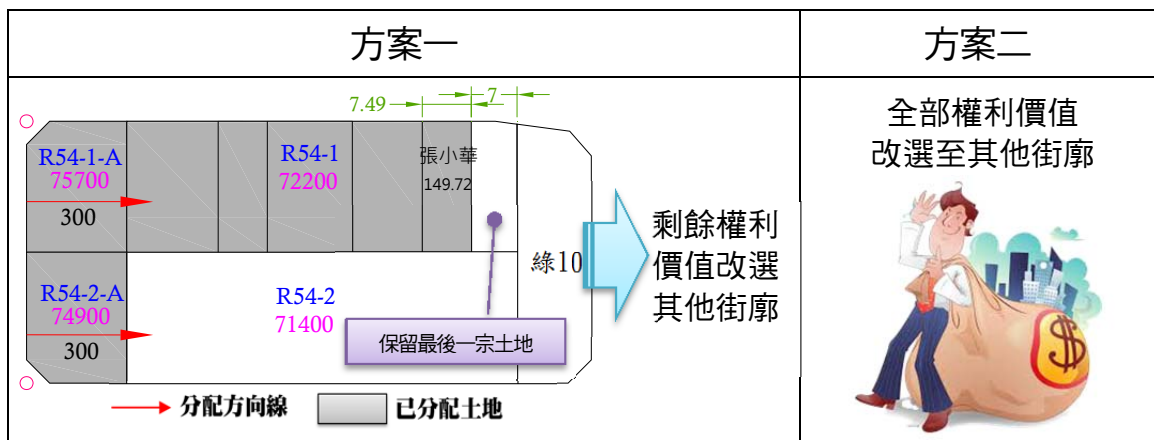 方案一
方案二
7.49
7
R54-1-A
75700
300
R54-1
72200
張小華
149.72
R54-2-A
74900
300
R54-2
71400
綠10
保留最後一宗土地
分配方向線
已分配土地
剩餘權利
價值改選
其他街廓
全部權利價值
改選至其他街廓
$